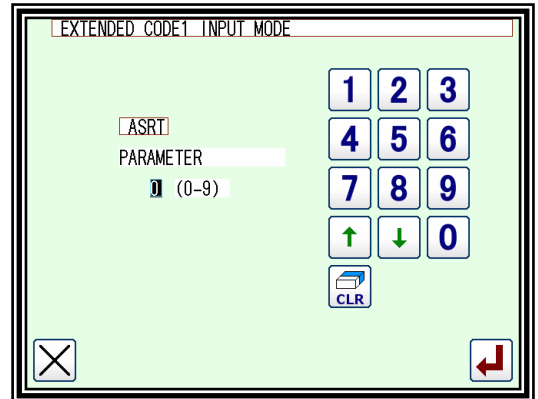 EXTENDED CODE1 INPUT MODE
1 2 3
ASRT
4 5 6
PARAMETER
0 (0-9)
7 8 9
↑ ↓ 0
CLR